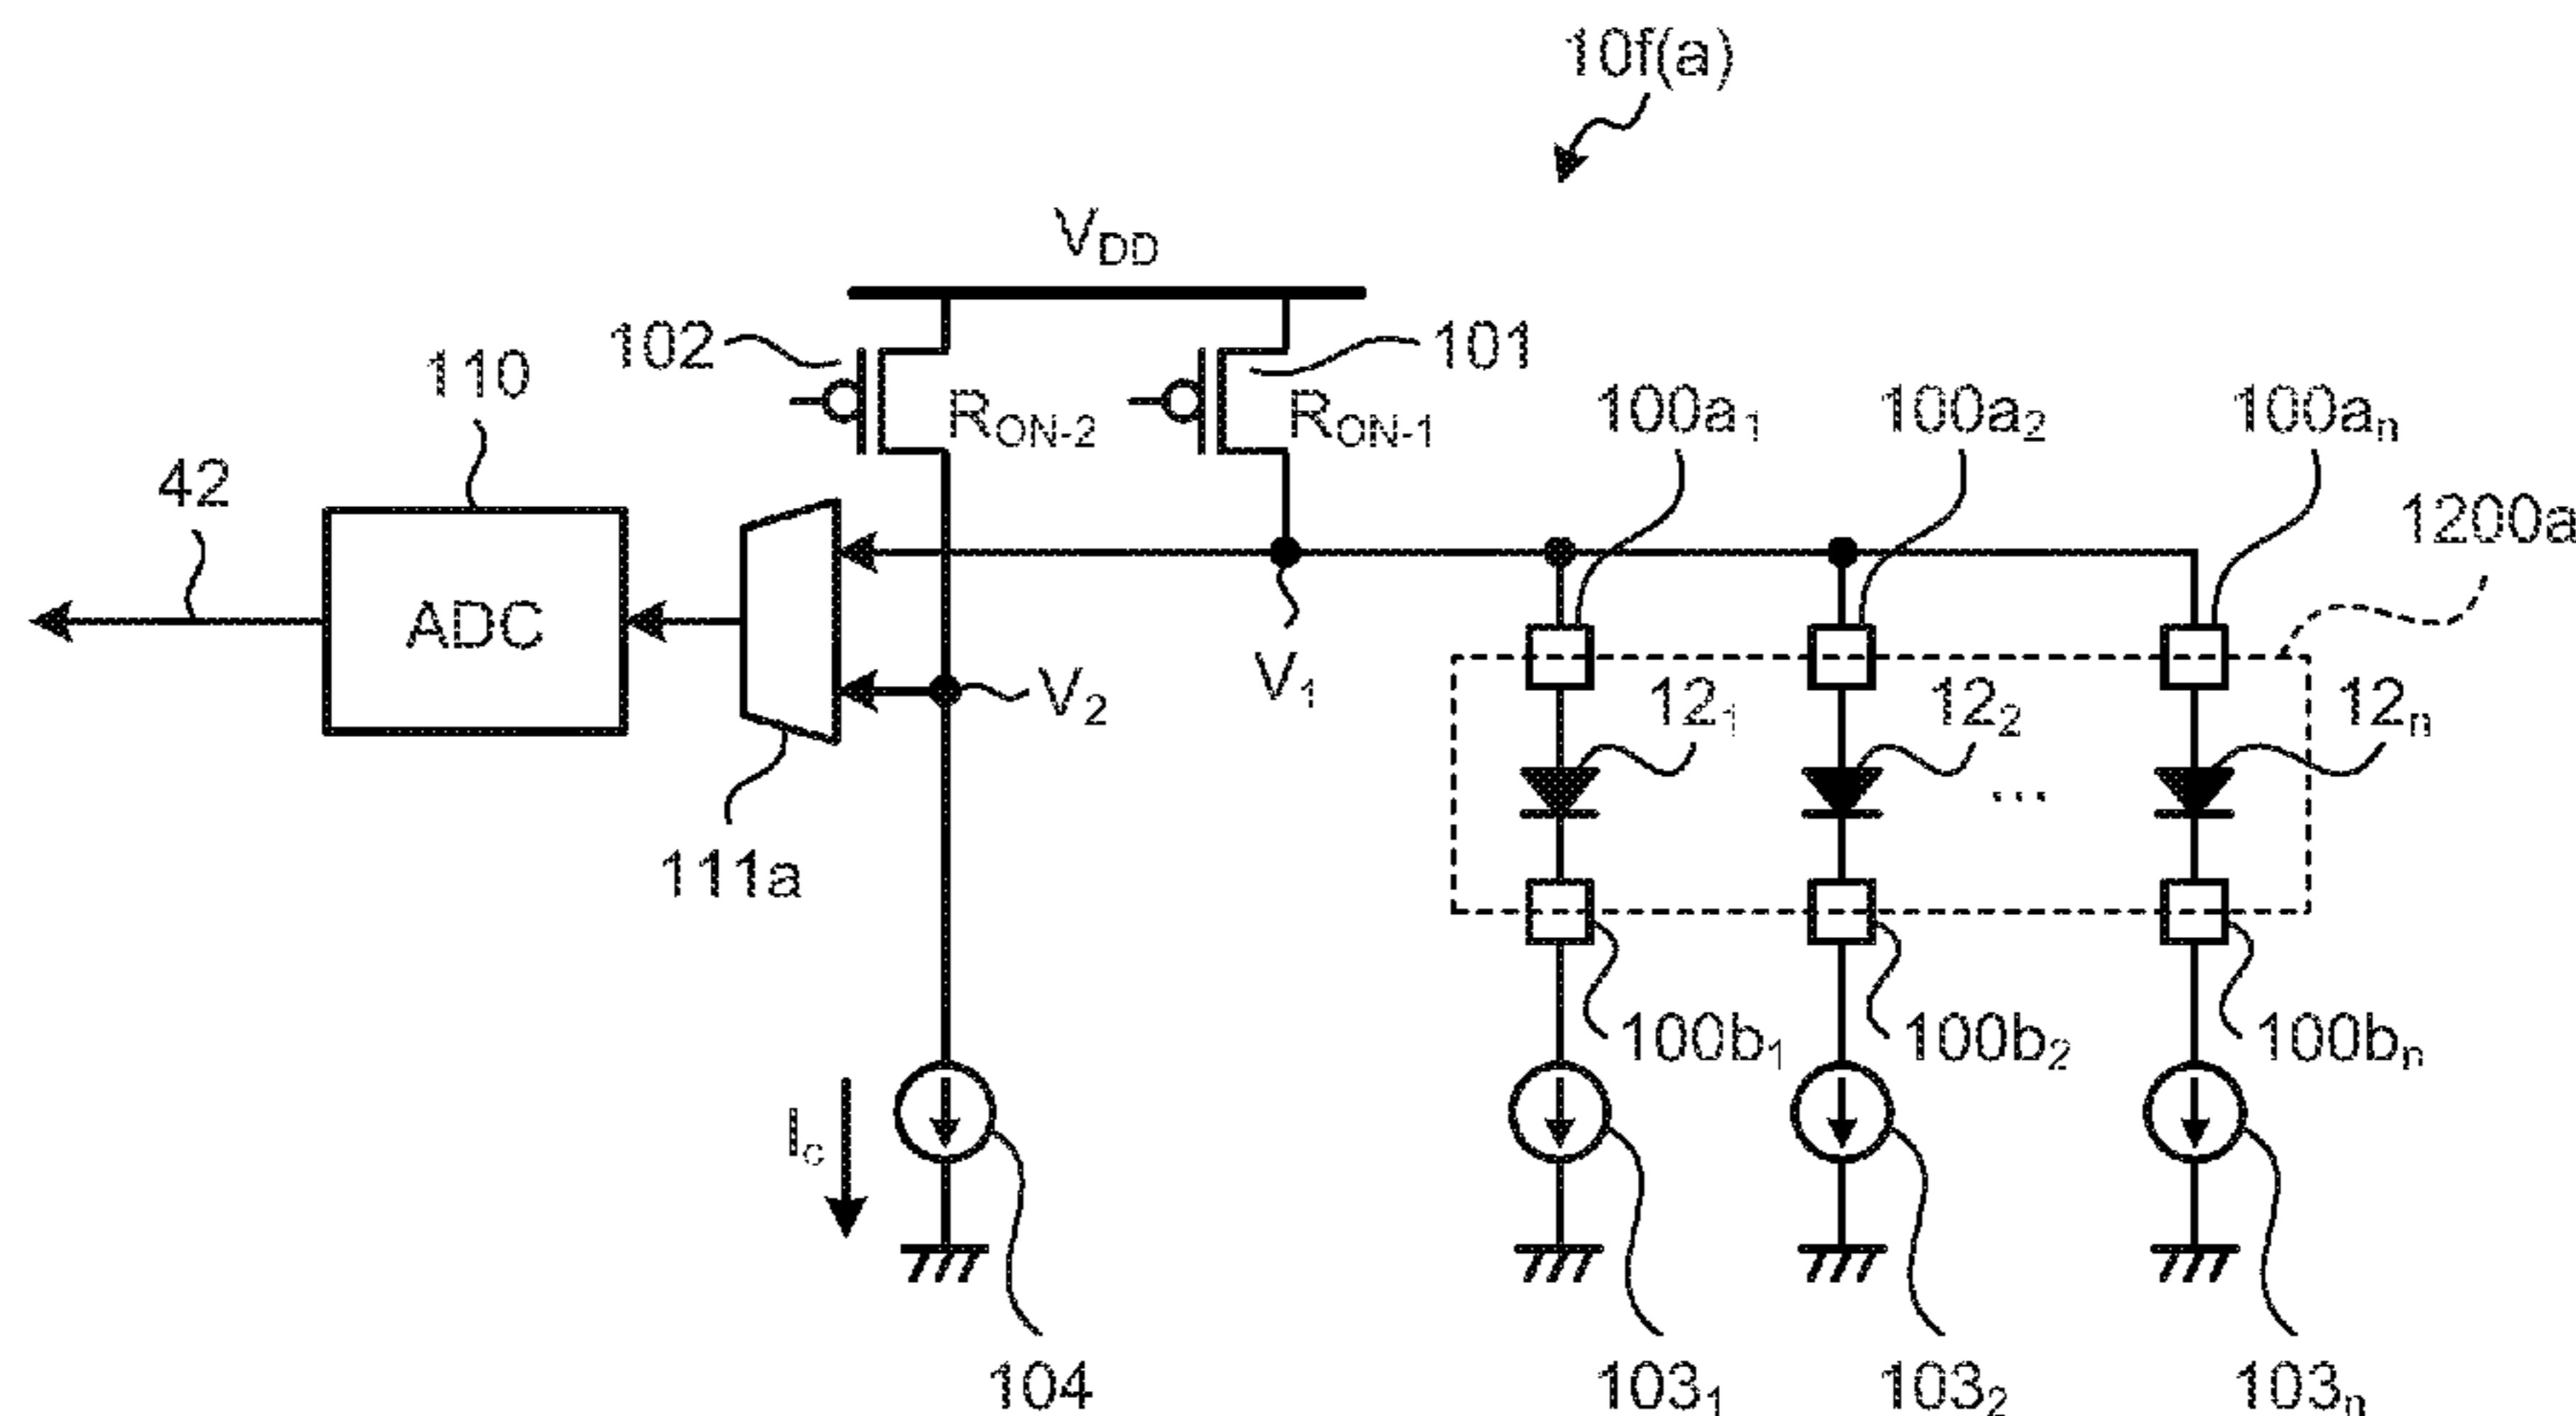 10f(a)
V_DD
102
101
110
R_ON-2
R_ON-1
100a_1
100a_2
100a_n
42
1200a
ADC
V_2
V_1
12_1
12_2
12_n
...
111a
100b_1
100b_2
100b_n
I_c
104
103_1
103_2
103_n